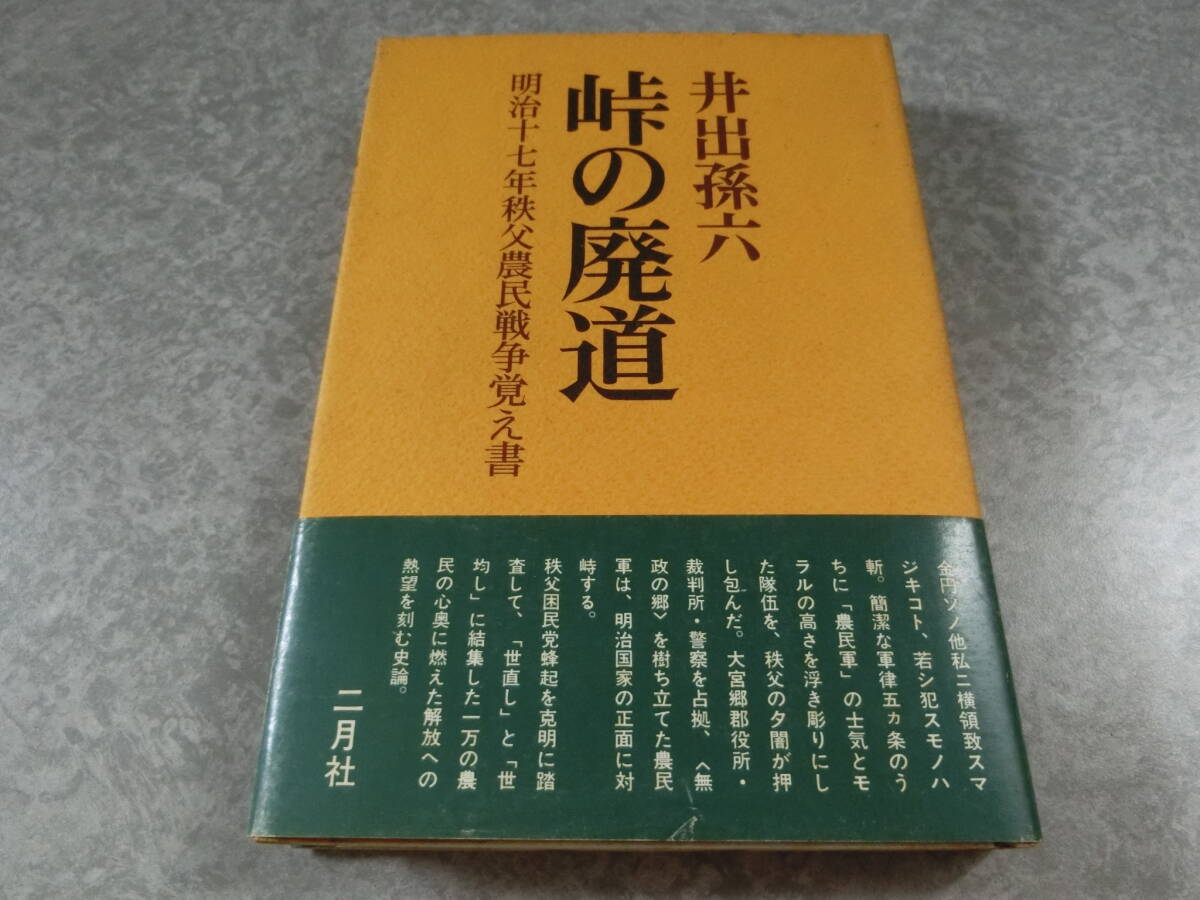 井出孫六
峠の廃道
明治十七年秩父農民戦争覚え書
金円ソノ他私ニ横領致スマ
ジキコト、若シ犯スモノハ
斬。簡潔な軍律五ヵ条のう
ちに「農民軍」の士気とモ
ラルの高さを浮き彫りにし
た隊伍を、秩父の夕闇が押
し包んだ。大宮郷郡役所・
裁判所・警察を占拠、〈無
政の郷〉を樹ち立てた農民
軍は、明治国家の正面に対
峙する。
秩父困民党蜂起を克明に踏
査して、「世直し」と「世
均し」に結集した一万の農
民の心奥に燃えた解放への
熱望を刻む史論。
二月社